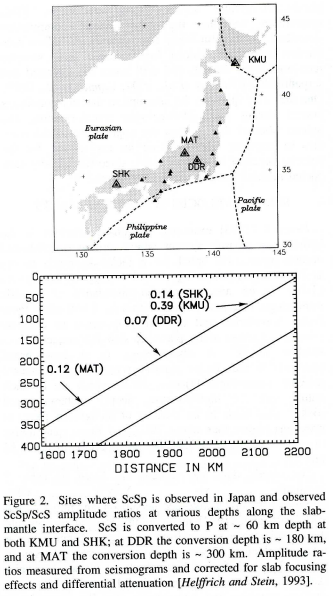 45
KMU
40
Eurasian
plate
MAT
DDR
SHK
35
Pacific
plate
Philippine
plate
30
130
135
140
145
0
50
100
150
200
250
300
350
400
0.14 (SHK),
0.39 (KMU)
0.07 (DDR)
0.12 (MAT)
1600 1700 1800 1900 2000 2100 2200
DISTANCE IN KM
Figure 2. Sites where ScSp is observed in Japan and observed
ScSp/ScS amplitude ratios at various depths along the slab-
mantle interface. ScS is converted to P at ~ 60 km depth at
both KMU and SHK; at DDR the conversion depth is ~ 180 km,
and at MAT the conversion depth is ~ 300 km. Amplitude ra-
tios measured from seismograms and corrected for slab focusing
effects and differential attenuation [Helffrich and Stein, 1993].